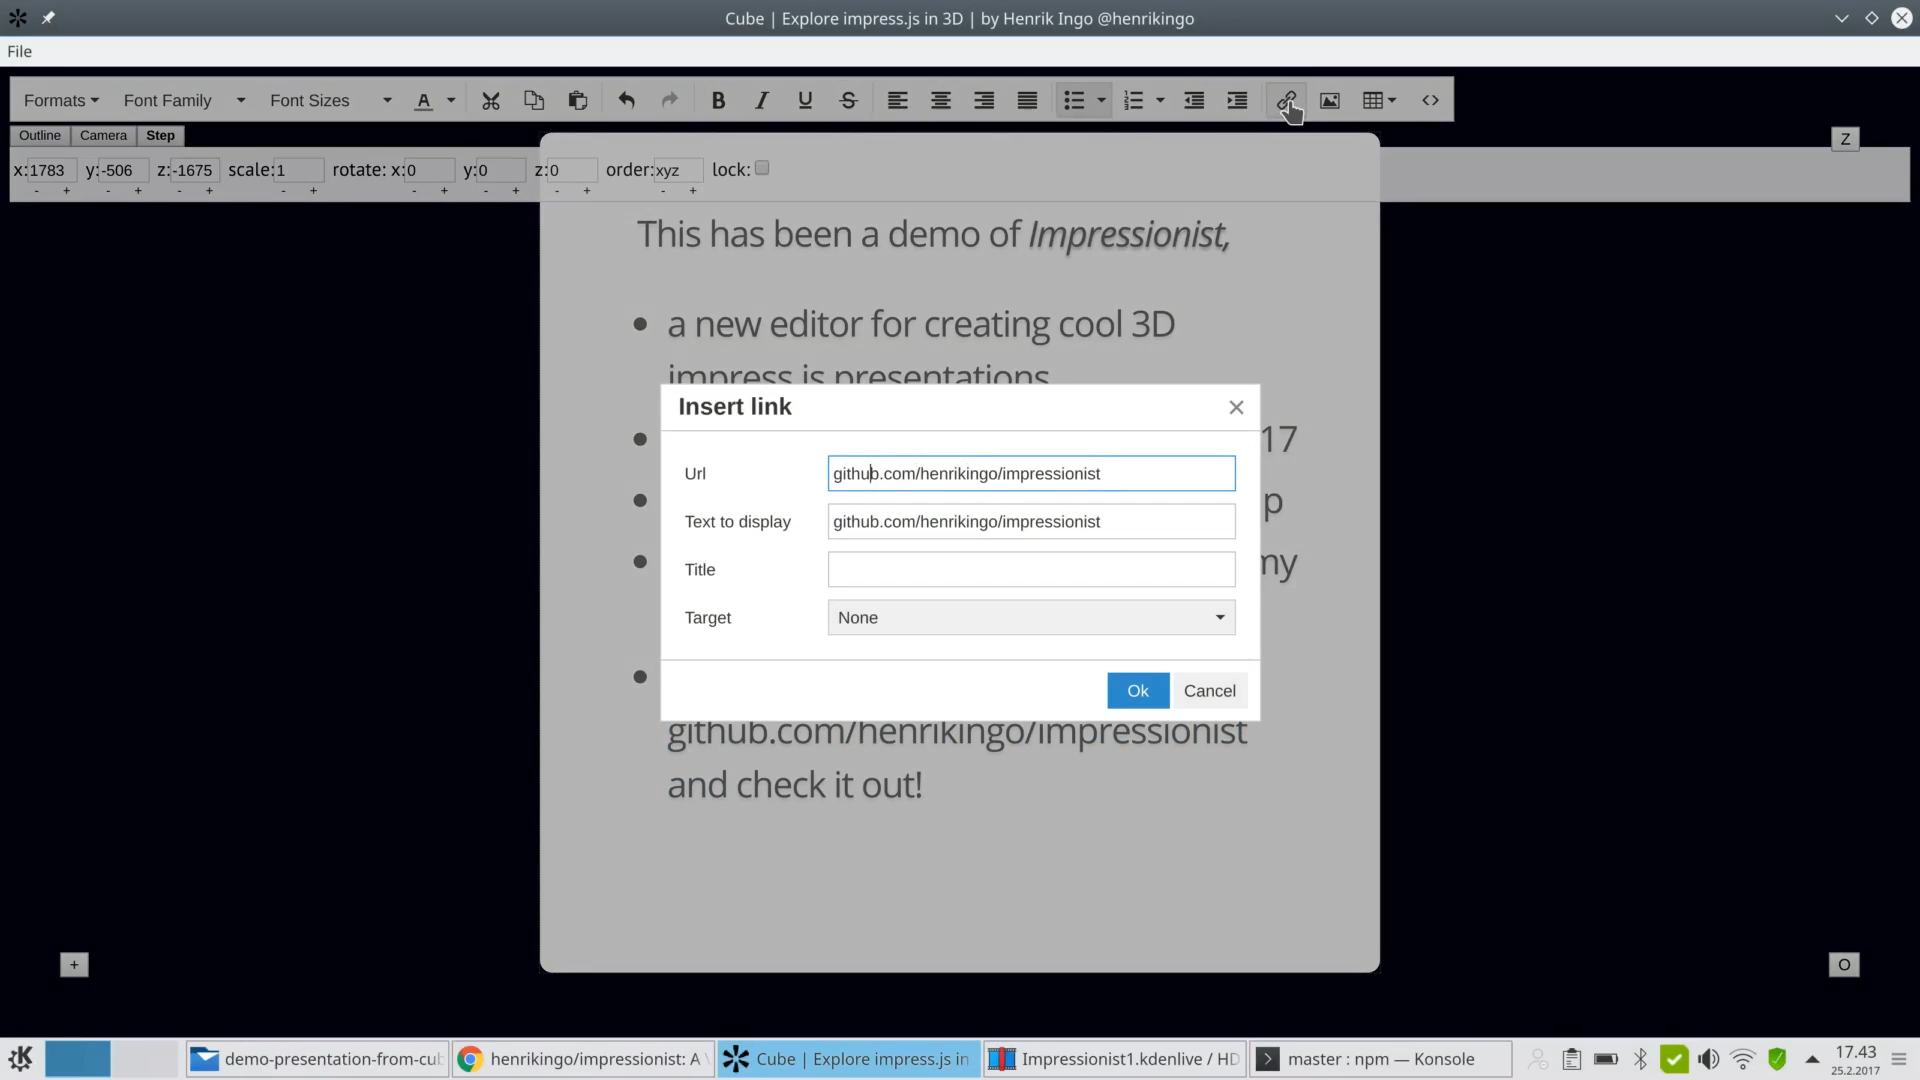 Cube | Explore impress.js in 3D | by Henrik Ingo @henrikingo
File
Formats Font Family Font Sizes A B I U S
Outline Camera Step
Z
x:1783 y:-506 z:-1675 scale:1 rotate: x:0 y:0 z:0 order:xyz lock:
- + - + - + - + - + - + - + - +
This has been a demo of Impressionist,
a new editor for creating cool 3D
impress.js presentations
Insert link
17
Url github.com/henrikingo/impressionist
p
Text to display github.com/henrikingo/impressionist
my
Title
Target None
Ok Cancel
github.com/henrikingo/impressionist
and check it out!
+
O
demo-presentation-from-cub
henrikingo/impressionist: A
Cube | Explore impress.js in
Impressionist1.kdenlive / HD
master : npm — Konsole
17.43
25.2.2017